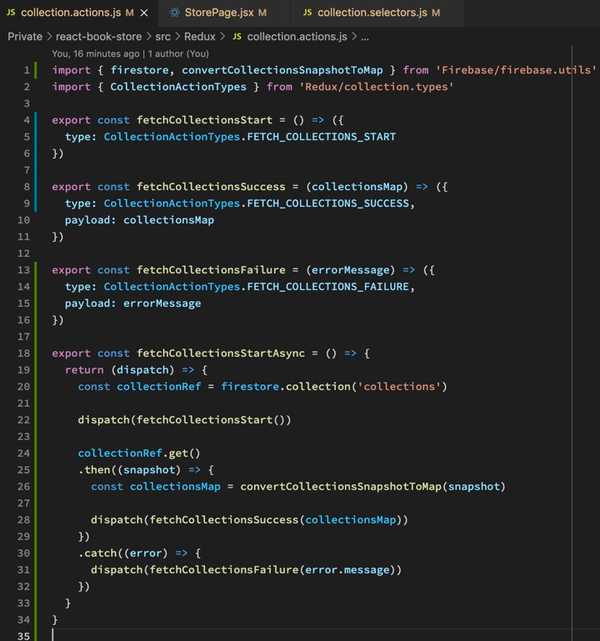 JS collection.actions.js M ×
StorePage.jsx M
JS collection.selectors.js M
Private > react-book-store > src > Redux > JS collection.actions.js > ...
You, 16 minutes ago | 1 author (You)
1 import { firestore, convertCollectionsSnapshotToMap } from 'Firebase/firebase.utils'
2 import { CollectionActionTypes } from 'Redux/collection.types'
3
4 export const fetchCollectionsStart = () => ({
5   type: CollectionActionTypes.FETCH_COLLECTIONS_START
6 })
7
8 export const fetchCollectionsSuccess = (collectionsMap) => ({
9   type: CollectionActionTypes.FETCH_COLLECTIONS_SUCCESS,
10   payload: collectionsMap
11 })
12
13 export const fetchCollectionsFailure = (errorMessage) => ({
14   type: CollectionActionTypes.FETCH_COLLECTIONS_FAILURE,
15   payload: errorMessage
16 })
17
18 export const fetchCollectionsStartAsync = () => {
19   return (dispatch) => {
20     const collectionRef = firestore.collection('collections')
21
22     dispatch(fetchCollectionsStart())
23
24     collectionRef.get()
25     .then((snapshot) => {
26       const collectionsMap = convertCollectionsSnapshotToMap(snapshot)
27
28       dispatch(fetchCollectionsSuccess(collectionsMap))
29     })
30     .catch((error) => {
31       dispatch(fetchCollectionsFailure(error.message))
32     })
33   }
34 }
35